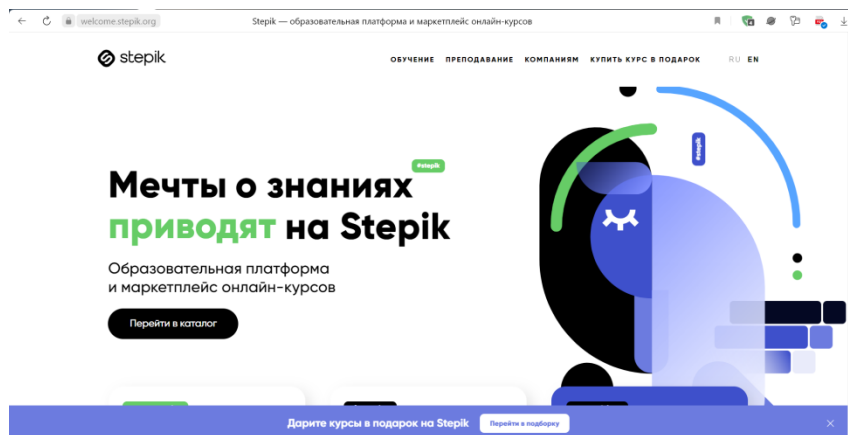 welcome.stepik.org
Stepik — образовательная платформа и маркетплейс онлайн-курсов
stepik
ОБУЧЕНИЕ ПРЕПОДАВАНИЕ КОМПАНИЯМ КУПИТЬ КУРС В ПОДАРОК RU EN
#stepik
#stepik
Мечты о знаниях
приводят на Stepik
Образовательная платформа
и маркетплейс онлайн-курсов
Перейти в каталог
Дарите курсы в подарок на Stepik
Перейти в подборку